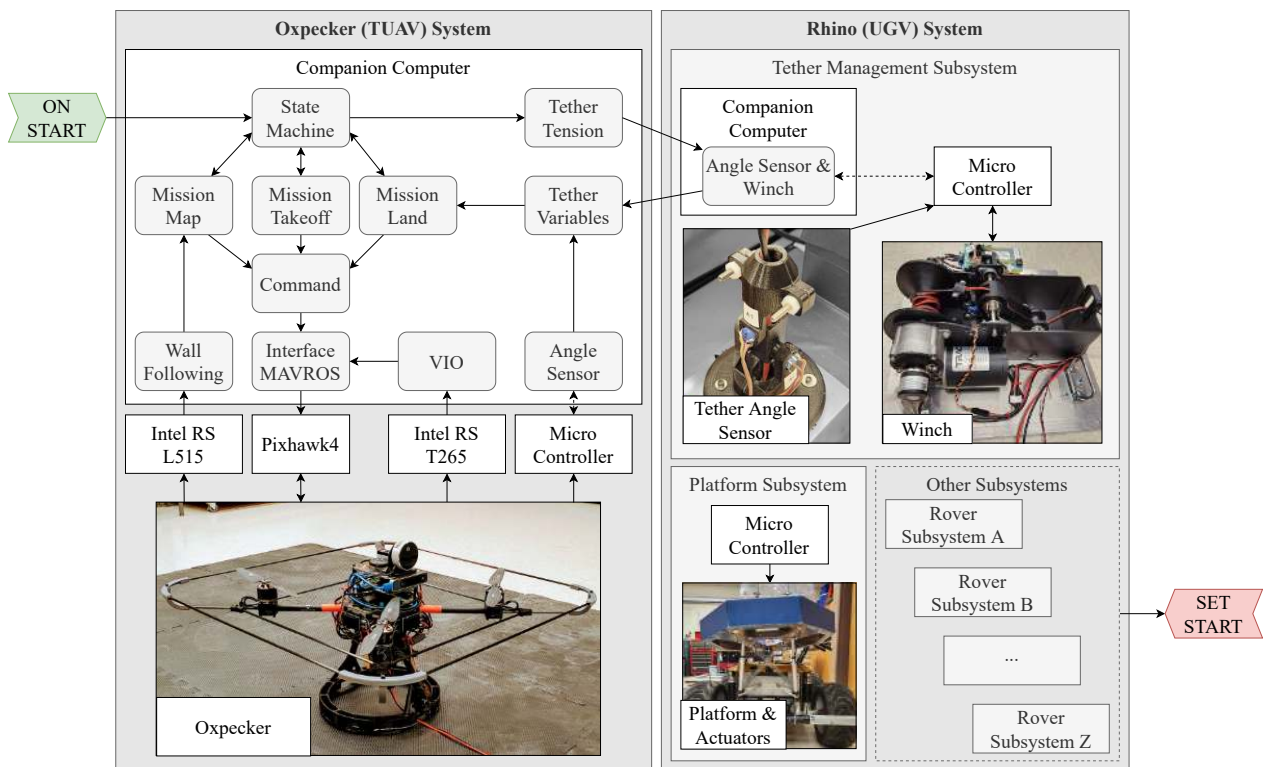 Oxpecker (TUAV) System
Companion Computer
ON
START
State
Machine
Tether
Tension
Mission
Map
Mission
Takeoff
Mission
Land
Tether
Variables
Command
Wall
Following
Interface
MAVROS
VIO
Angle
Sensor
Intel RS
L515
Pixhawk4
Intel RS
T265
Micro
Controller
Oxpecker
Rhino (UGV) System
Tether Management Subsystem
Companion
Computer
Angle Sensor &
Winch
Micro
Controller
Tether Angle
Sensor
Winch
Platform Subsystem
Micro
Controller
Platform &
Actuators
Other Subsystems
Rover
Subsystem A
Rover
Subsystem B
...
Rover
Subsystem Z
SET
START